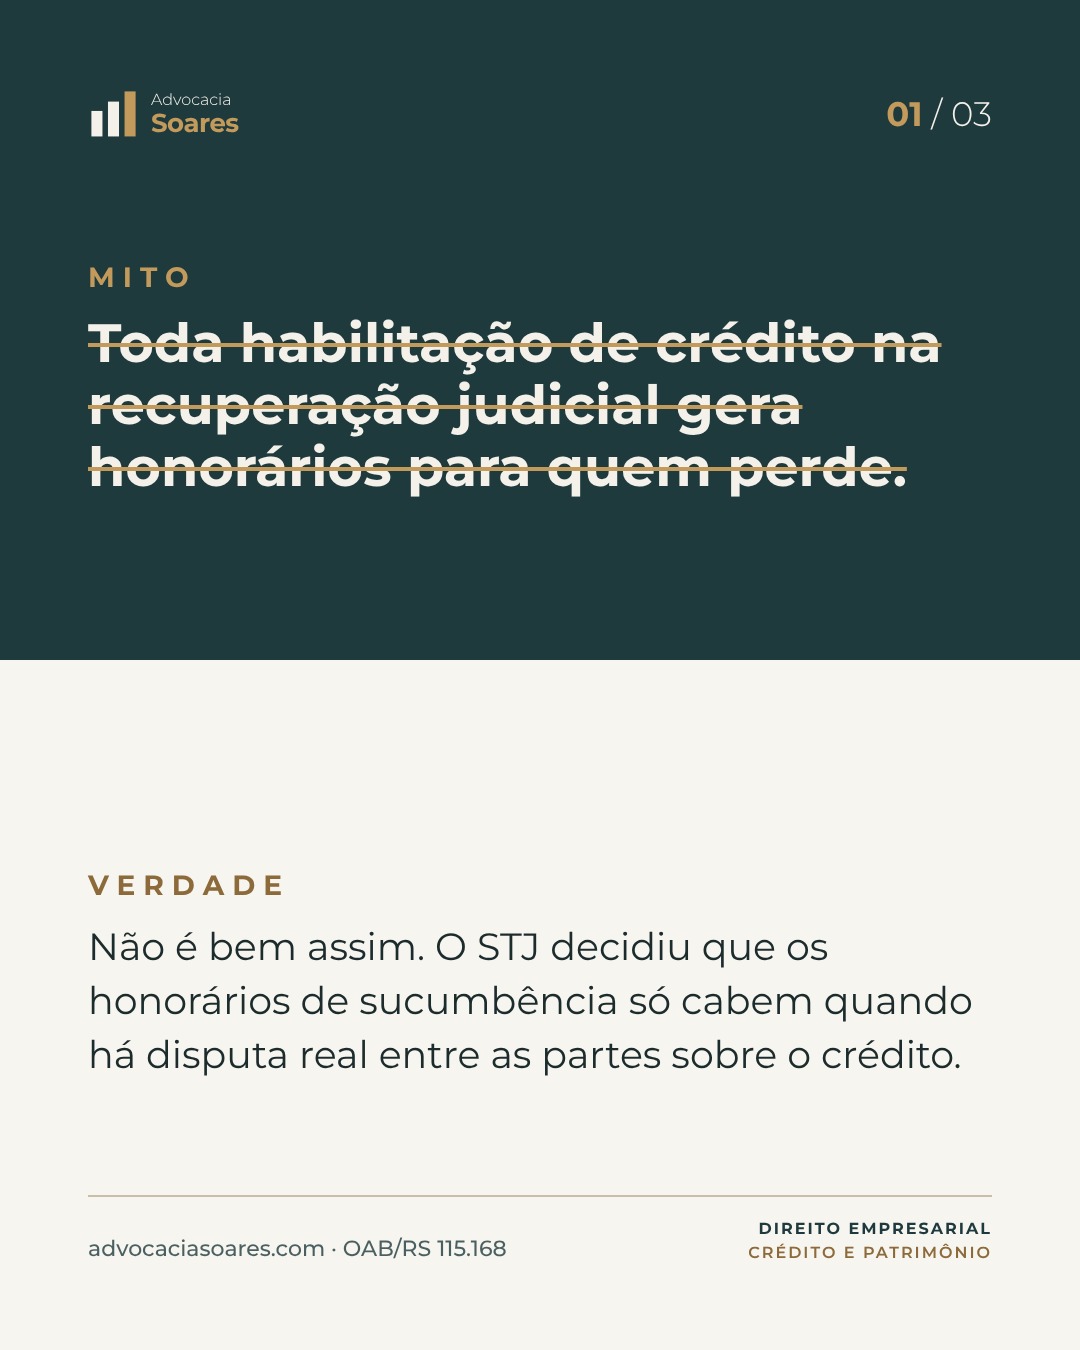 Advocacia
Soares
01 / 03
MITO
Toda habilitação de crédito na
recuperação judicial gera
honorários para quem perde.
VERDADE
Não é bem assim. O STJ decidiu que os
honorários de sucumbência só cabem quando
há disputa real entre as partes sobre o crédito.
advocaciasoares.com · OAB/RS 115.168
DIREITO EMPRESARIAL
CRÉDITO E PATRIMÔNIO